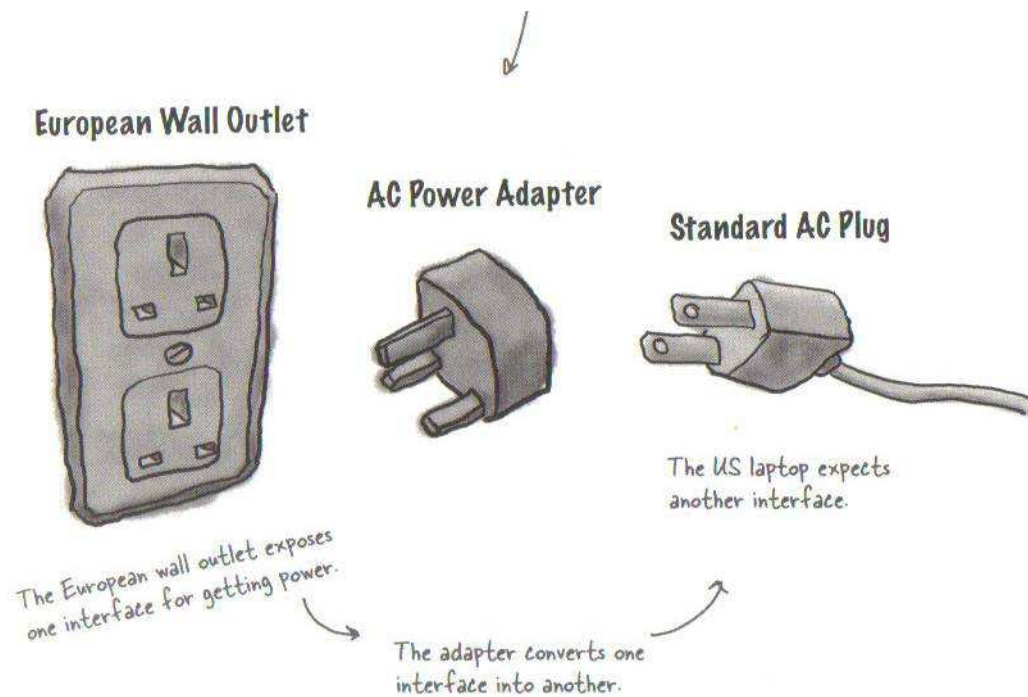 European Wall Outlet
AC Power Adapter
Standard AC Plug
The US laptop expects
another interface.
The European wall outlet exposes
one interface for getting power.
The adapter converts one
interface into another.